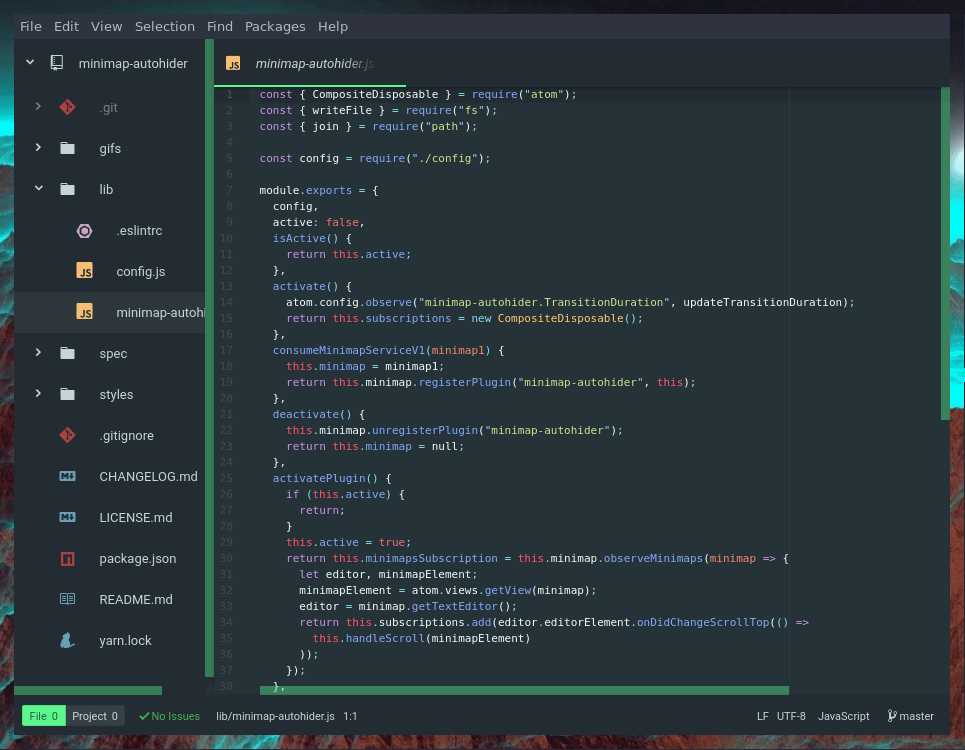 File Edit View Selection Find Packages Help
minimap-autohider
.git
gifs
lib
.eslintrc
JS config.js
JS minimap-autohi
spec
styles
.gitignore
M CHANGELOG.md
M LICENSE.md
package.json
README.md
yarn.lock
JS minimap-autohider.js
1 const { CompositeDisposable } = require("atom");
2 const { writeFile } = require("fs");
3 const { join } = require("path");
4
5 const config = require("./config");
6
7 module.exports = {
8 config,
9 active: false,
10 isActive() {
11 return this.active;
12 },
13 activate() {
14 atom.config.observe("minimap-autohider.TransitionDuration", updateTransitionDuration);
15 return this.subscriptions = new CompositeDisposable();
16 },
17 consumeMinimapServiceV1(minimap1) {
18 this.minimap = minimap1;
19 return this.minimap.registerPlugin("minimap-autohider", this);
20 },
21 deactivate() {
22 this.minimap.unregisterPlugin("minimap-autohider");
23 return this.minimap = null;
24 },
25 activatePlugin() {
26 if (this.active) {
27 return;
28 }
29 this.active = true;
30 return this.minimapsSubscription = this.minimap.observeMinimaps(minimap => {
31 let editor, minimapElement;
32 minimapElement = atom.views.getView(minimap);
33 editor = minimap.getTextEditor();
34 return this.subscriptions.add(editor.editorElement.onDidChangeScrollTop(() =>
35 this.handleScroll(minimapElement)
36 ));
37 });
38 },
File 0 Project 0 No Issues lib/minimap-autohider.js 1:1 LF UTF-8 JavaScript master